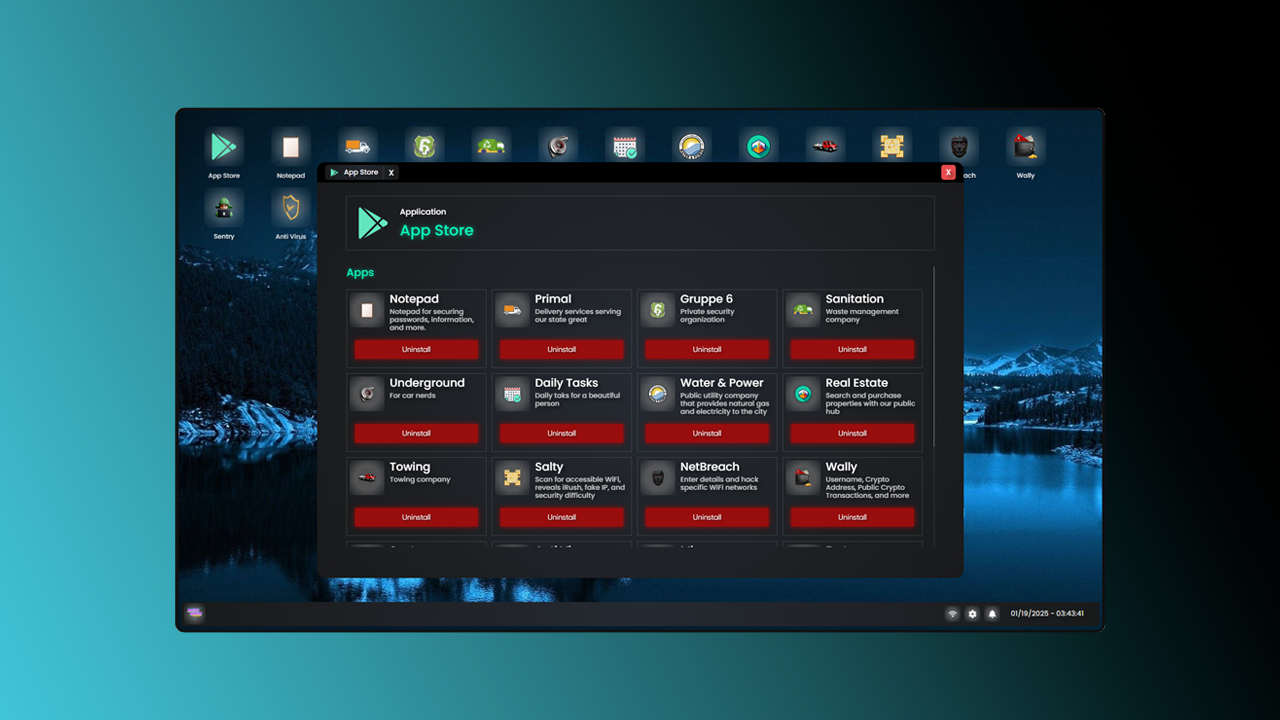 App Store
Notepad
ach
Wally
Sentry
Anti Virus
App Store X
X
Application
App Store
Apps
Notepad
Notepad for securing
passwords, information,
and more.
Uninstall
Primal
Delivery services serving
our state great
Uninstall
Gruppe 6
Private security
organization
Uninstall
Sanitation
Waste management
company
Uninstall
Underground
For car nerds
Uninstall
Daily Tasks
Daily taks for a beautiful
person
Uninstall
Water & Power
Public utility company
that provides natural gas
and electricity to the city
Uninstall
Real Estate
Search and purchase
properties with our public
hub
Uninstall
Towing
Towing company
Uninstall
Salty
Scan for accessible WiFi,
reveals iRush, fake IP, and
security difficulty
Uninstall
NetBreach
Enter details and hack
specific WiFi networks
Uninstall
Wally
Username, Crypto
Address, Public Crypto
Transactions, and more
Uninstall
01/19/2025 - 03:43:41